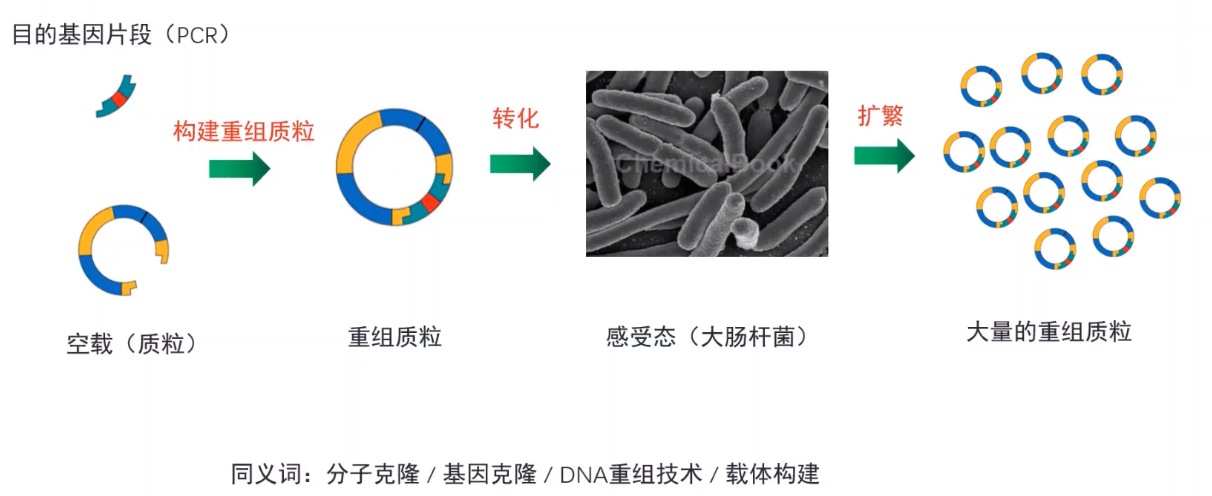 目的基因片段（PCR）
构建重组质粒
转化
扩繁
ChemicalBook
空载（质粒）
重组质粒
感受态（大肠杆菌）
大量的重组质粒
同义词：分子克隆 / 基因克隆 / DNA重组技术 / 载体构建